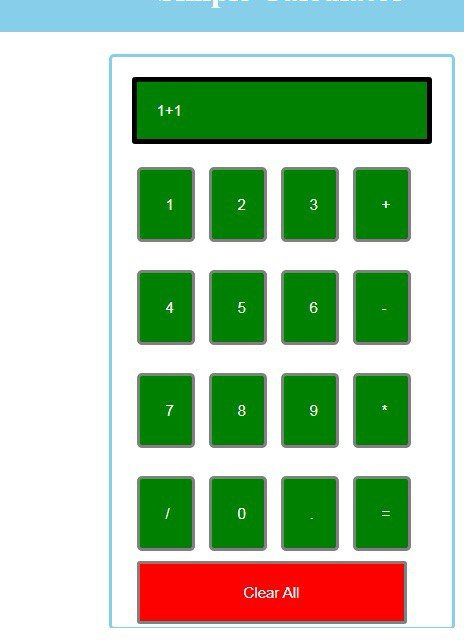 1+1
1 2 3 +
4 5 6 -
7 8 9 *
/ 0 . =
Clear All